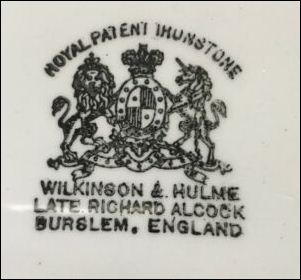 ROYAL PATENT IRONSTONE
WILKINSON & HULME
LATE RICHARD ALCOCK
BURSLEM, ENGLAND